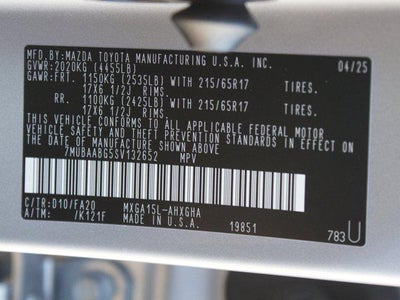 MFD.BY:MAZDA TOYOTA MANUFACTURING U.S.A. INC. 04/25
GVWR:2020KG (4455LB)
GAWR:FRT. 1150KG (2535LB) WITH 215/65R17 TIRES.
17X6 1/2J RIMS.
RR. 1100KG (2425LB) WITH 215/65R17 TIRES.
17X6 1/2J RIMS.
THIS VEHICLE CONFORMS TO ALL APPLICABLE FEDERAL MOTOR
VEHICLE SAFETY AND THEFT PREVENTION STANDARDS IN EFFECT ON
THE DATE OF MANUFACTURE SHOWN ABOVE.
7MUBAABG5SV132652 MPV
C/TR:D10/FA20 MXGA15L-AHXGHA
A/TM: /K121F MADE IN U.S.A. 19851 783U